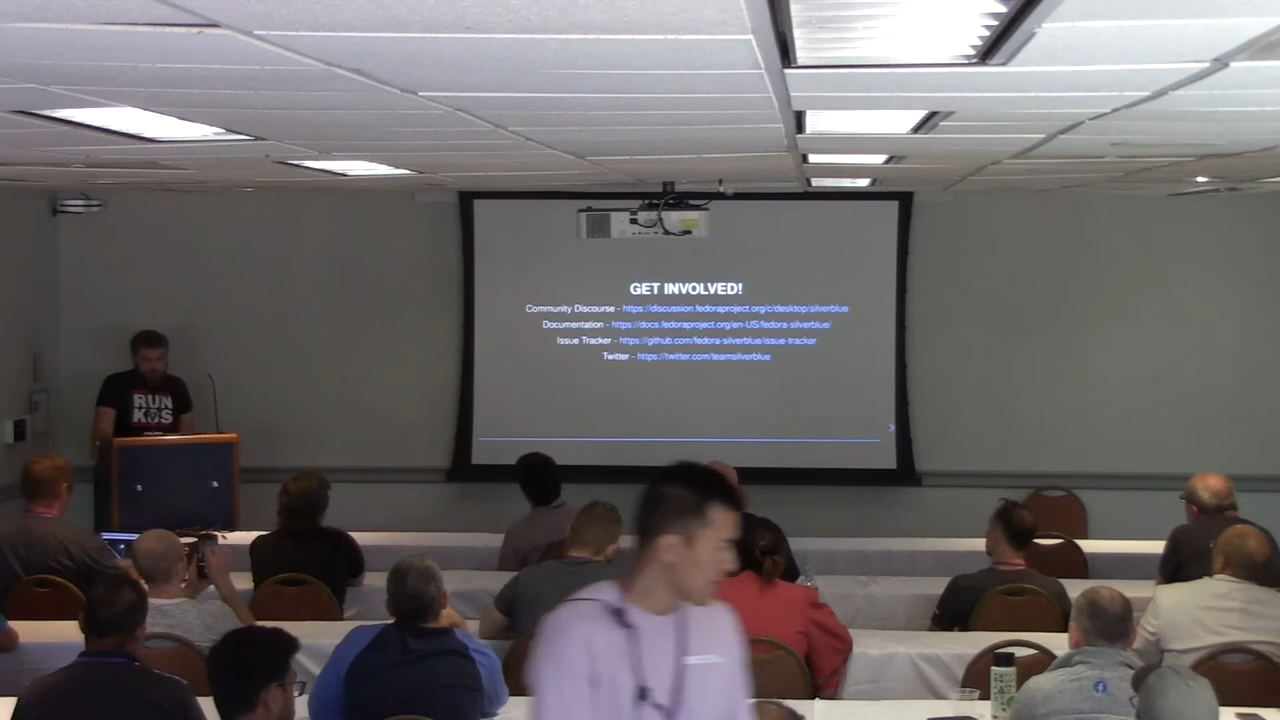 GET INVOLVED!
Community Discourse - https://discussion.fedoraproject.org/c/desktop/silverblue
Documentation - https://docs.fedoraproject.org/en-US/fedora-silverblue/
Issue Tracker - https://github.com/fedora-silverblue/issue-tracker
Twitter - https://twitter.com/teamsilverblue
RUN
K8S